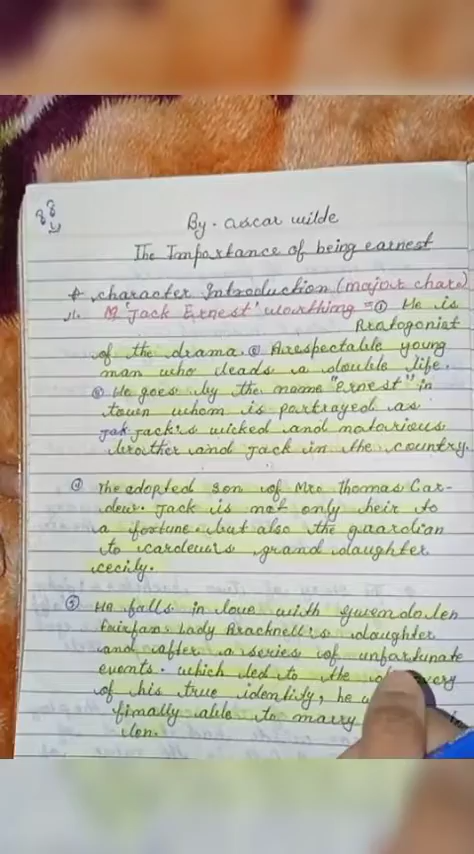 By. Oscar wilde
The Importance of being earnest
* Character Introduction (major chara)
1. M "Jack Ernest" worthing = ① He is
Protogonist
of the drama. ② A respectable young
man who leads a double life.
③ He goes by the name "Ernest" in
town whom is portrayed as
Jack's wicked and notorious
brother and Jack in the country.
④ The adopted son of Mr. Thomas Car-
dew. Jack is not only heir to
a fortune but also the guardian
to cardew's grand daughter
cecily.
⑤ He falls in love with gwendolen
fairfax Lady Bracknell's daughter
and after a series of unfortunate
events. which led to the
of his true identity, he
finally able to marry
len.